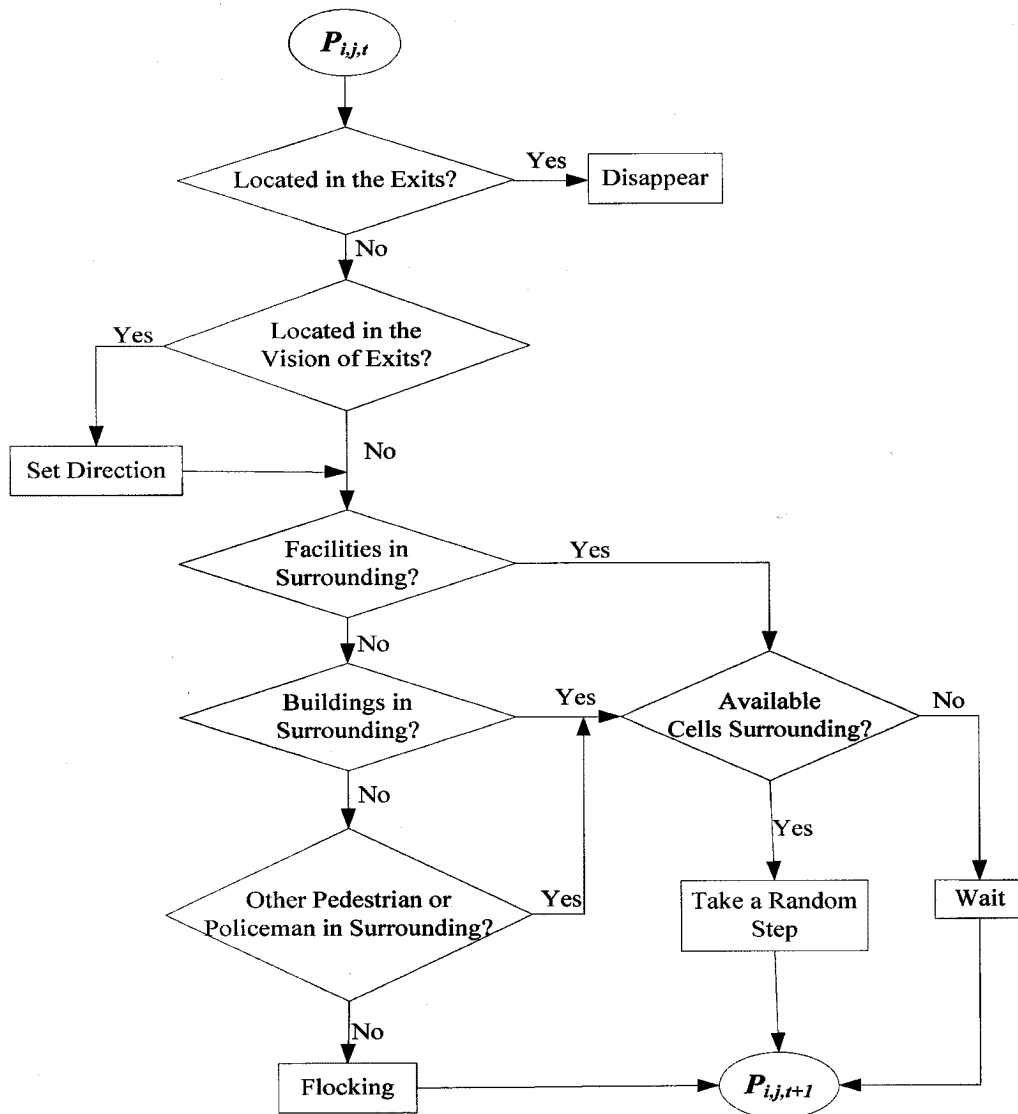 P i,j,t
Located in the Exits?
Yes
Disappear
No
Located in the
Vision of Exits?
Yes
Set Direction
No
Facilities in
Surrounding?
Yes
No
Buildings in
Surrounding?
Yes
Available
Cells Surrounding?
No
No
Yes
Other Pedestrian or
Policeman in Surrounding?
Yes
Take a Random
Step
Wait
No
Flocking
P i,j,t+1